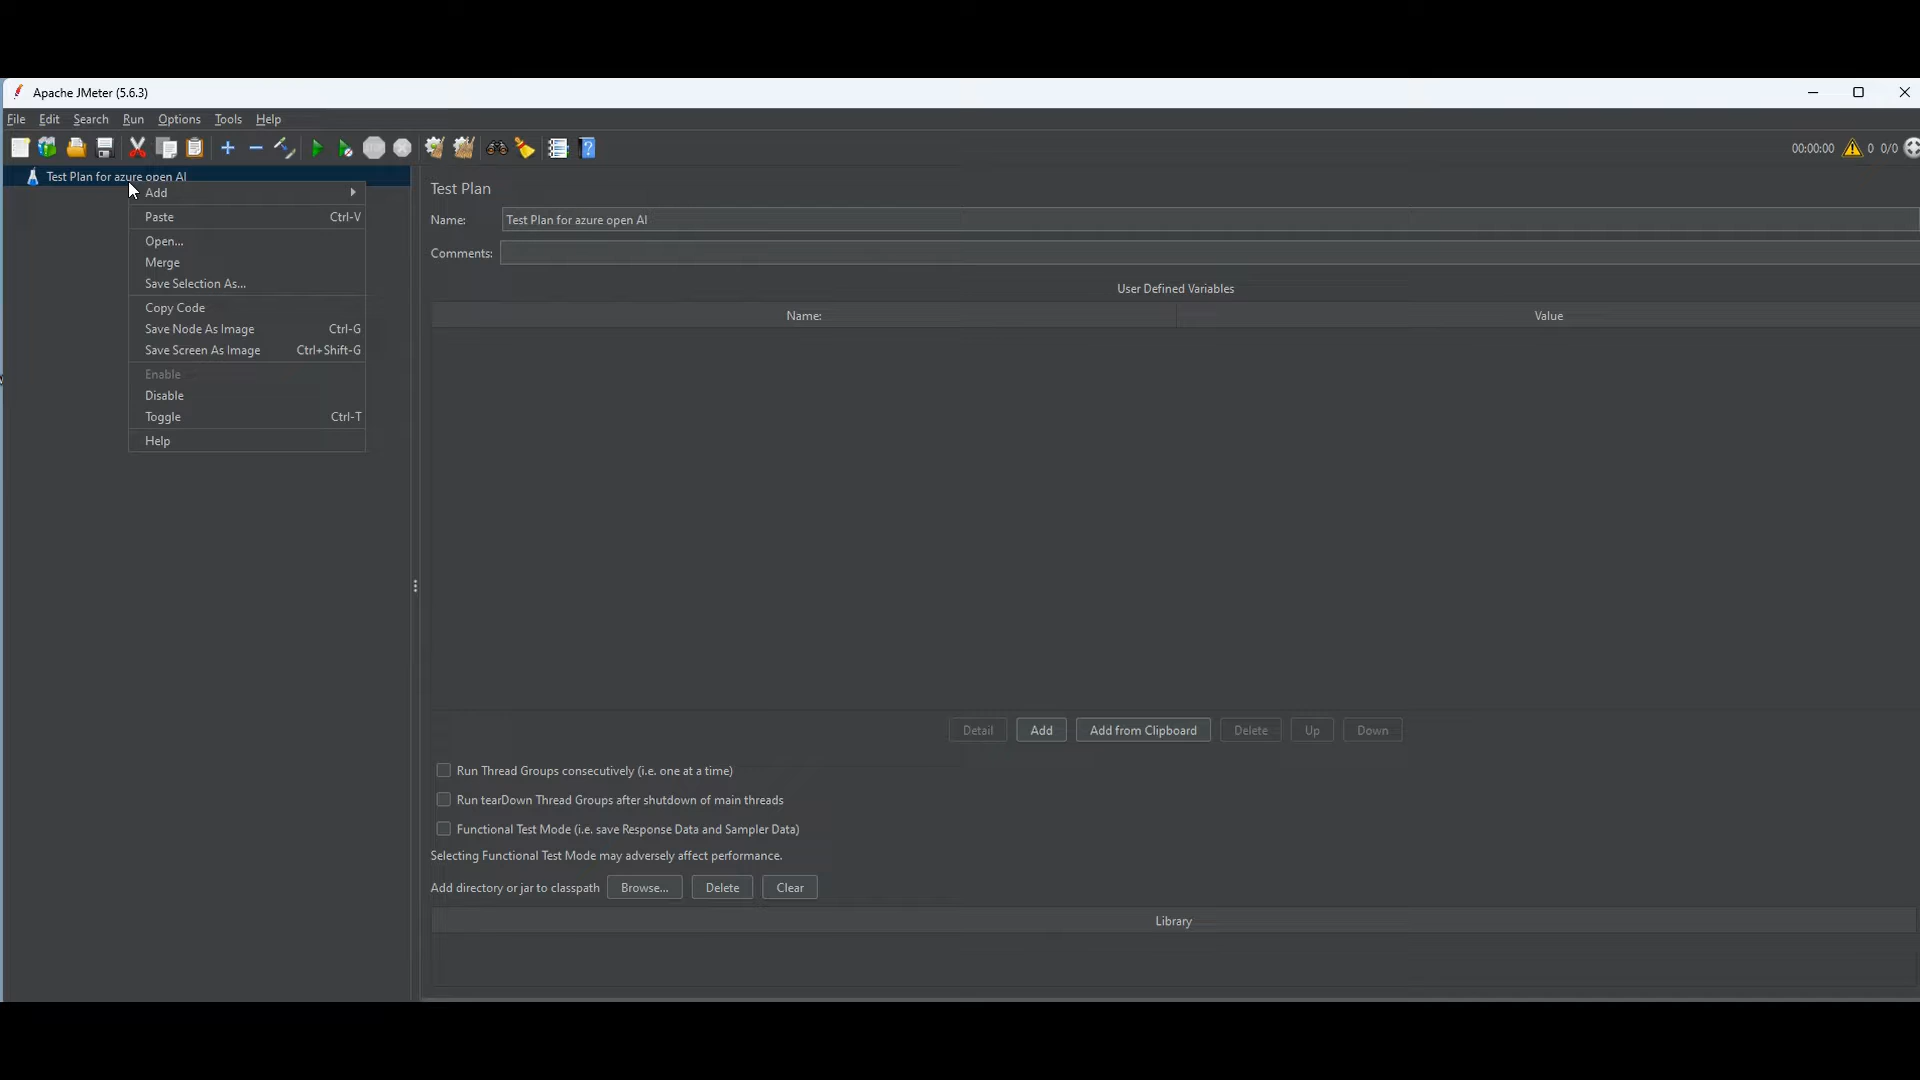 Apache JMeter (5.6.3)
File Edit Search Run Options Tools Help
00:00:00 0 0/0
Test Plan for azure open AI
Add
Paste Ctrl-V
Open...
Merge
Save Selection As...
Copy Code
Save Node As Image Ctrl-G
Save Screen As Image Ctrl+Shift-G
Enable
Disable
Toggle Ctrl-T
Help
Test Plan
Name: Test Plan for azure open AI
Comments:
User Defined Variables
Name: Value
Detail Add Add from Clipboard Delete Up Down
Run Thread Groups consecutively (i.e. one at a time)
Run tearDown Thread Groups after shutdown of main threads
Functional Test Mode (i.e. save Response Data and Sampler Data)
Selecting Functional Test Mode may adversely affect performance.
Add directory or jar to classpath Browse... Delete Clear
Library